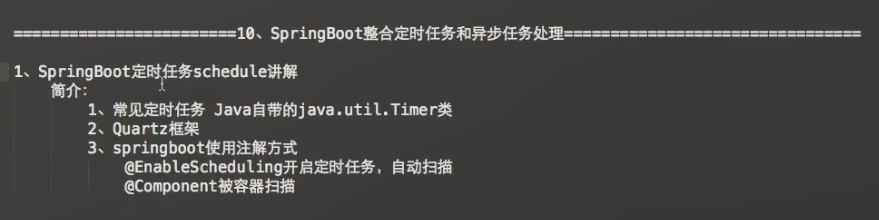 ========================10、SpringBoot整合定时任务和异步任务处理================================
1、SpringBoot定时任务schedule讲解
简介：
1、常见定时任务 Java自带的java.util.Timer类
2、Quartz框架
3、springboot使用注解方式
@EnableScheduling开启定时任务，自动扫描
@Component被容器扫描